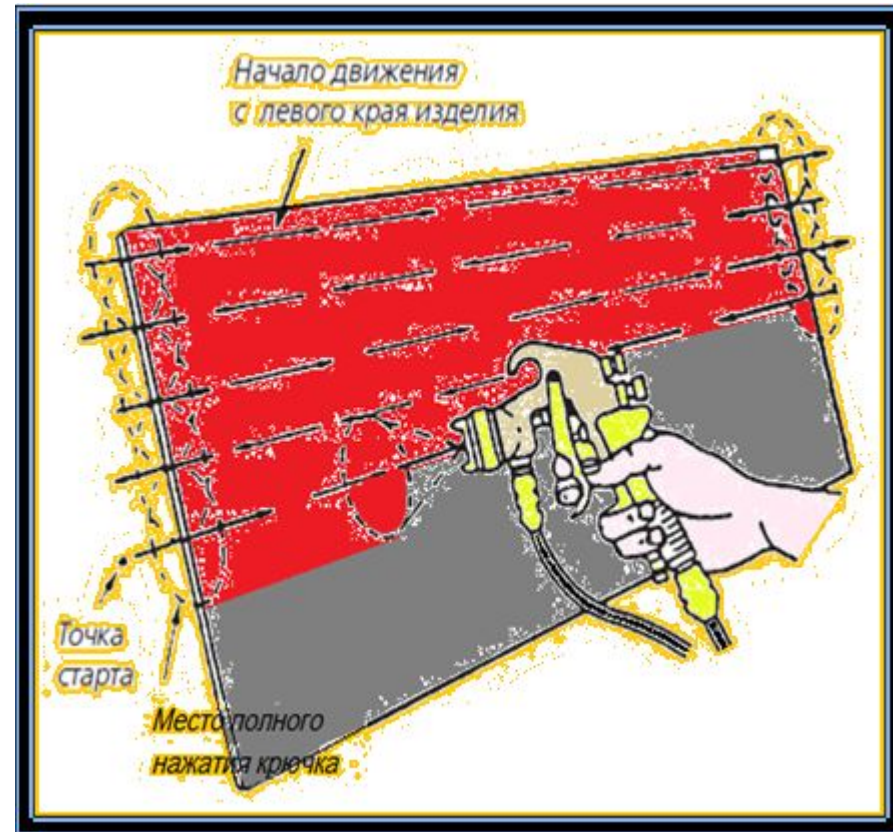 Начало движения
с левого края изделия
Точка
старта
Место полного
нажатия крючка